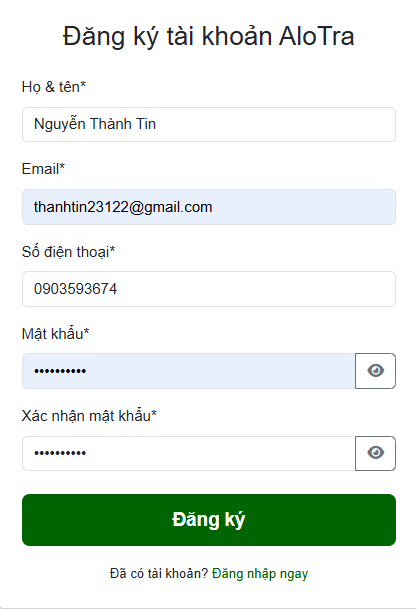 Đăng ký tài khoản AloTra
Họ & tên*
Nguyễn Thành Tin
Email*
thanhtin23122@gmail.com
Số điện thoại*
0903593674
Mật khẩu*
••••••••••
Xác nhận mật khẩu*
••••••••••
Đăng ký
Đã có tài khoản? Đăng nhập ngay